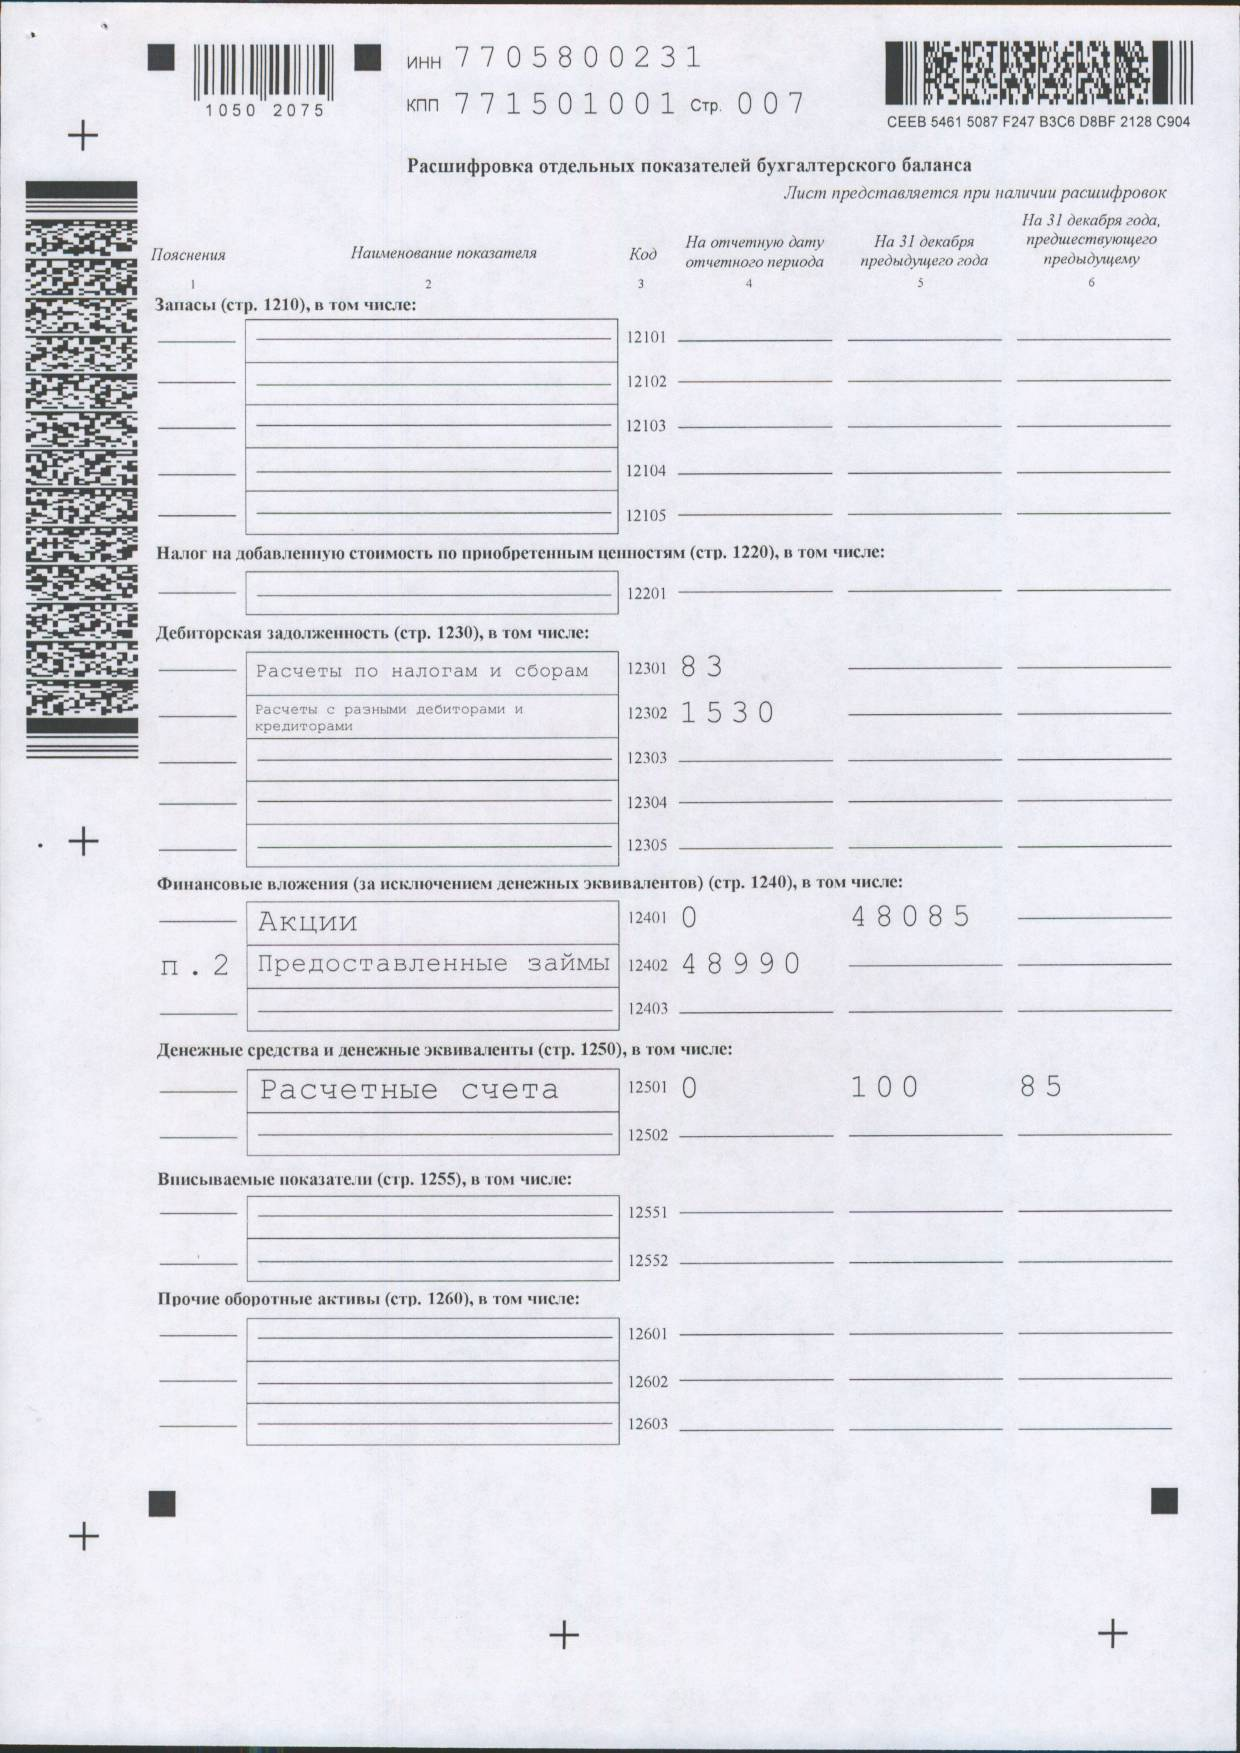 1050 2075
ИНН 7705800231
КПП 771501001 Стр. 007
CEEB 5461 5087 F247 B3C6 D8BF 2128 C904
Расшифровка отдельных показателей бухгалтерского баланса
Лист представляется при наличии расшифровок
Пояснения Наименование показателя Код На отчетную дату отчетного периода На 31 декабря предыдущего года На 31 декабря года, предшествующего предыдущему
1 2 3 4 5 6
Запасы (стр. 1210), в том числе:
12101
12102
12103
12104
12105
Налог на добавленную стоимость по приобретенным ценностям (стр. 1220), в том числе:
12201
Дебиторская задолженность (стр. 1230), в том числе:
Расчеты по налогам и сборам 12301 83
Расчеты с разными дебиторами и кредиторами 12302 1530
12303
12304
12305
Финансовые вложения (за исключением денежных эквивалентов) (стр. 1240), в том числе:
Акции 12401 0 48085
п.2 Предоставленные займы 12402 48990
12403
Денежные средства и денежные эквиваленты (стр. 1250), в том числе:
Расчетные счета 12501 0 100 85
12502
Вписываемые показатели (стр. 1255), в том числе:
12551
12552
Прочие оборотные активы (стр. 1260), в том числе:
12601
12602
12603